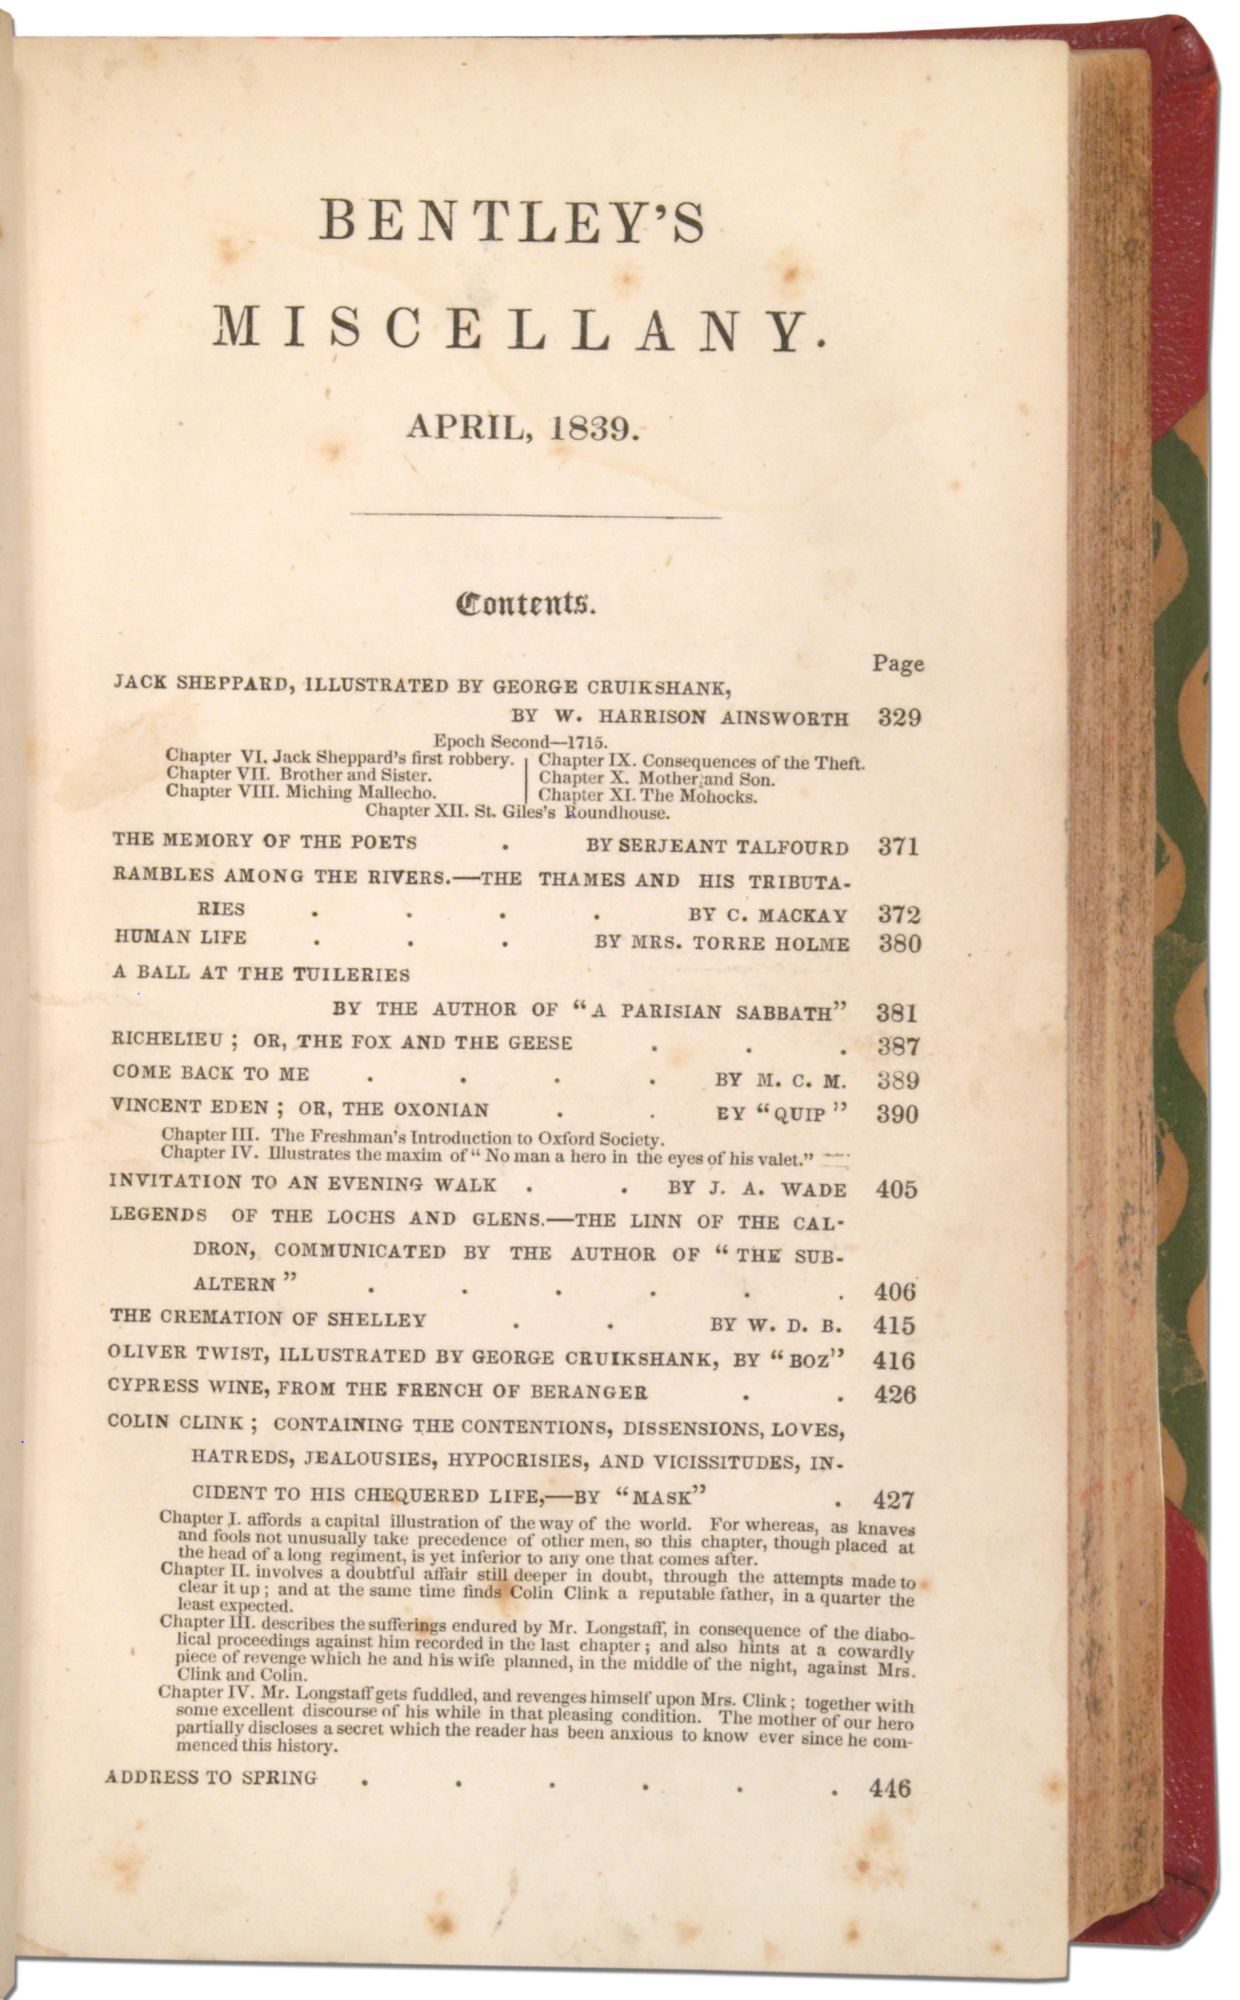 BENTLEY'S
MISCELLANY.
APRIL, 1839.
Contents.
Page
JACK SHEPPARD, ILLUSTRATED BY GEORGE CRUIKSHANK,
BY W. HARRISON AINSWORTH 329
Epoch Second—1715.
Chapter VI. Jack Sheppard's first robbery.
Chapter VII. Brother and Sister.
Chapter VIII. Miching Mallecho.
Chapter IX. Consequences of the Theft.
Chapter X. Mother and Son.
Chapter XI. The Mohocks.
Chapter XII. St. Giles's Roundhouse.
THE MEMORY OF THE POETS . BY SERJEANT TALFOURD 371
RAMBLES AMONG THE RIVERS.—THE THAMES AND HIS TRIBUTA-
RIES . . . . BY C. MACKAY 372
HUMAN LIFE . . . BY MRS. TORRE HOLME 380
A BALL AT THE TUILERIES
BY THE AUTHOR OF "A PARISIAN SABBATH" 381
RICHELIEU ; OR, THE FOX AND THE GEESE . . . 387
COME BACK TO ME . . . . BY M. C. M. 389
VINCENT EDEN ; OR, THE OXONIAN . . BY "QUIP" 390
Chapter III. The Freshman's Introduction to Oxford Society.
Chapter IV. Illustrates the maxim of "No man a hero in the eyes of his valet."
INVITATION TO AN EVENING WALK . . BY J. A. WADE 405
LEGENDS OF THE LOCHS AND GLENS.—THE LINN OF THE CAL-
DRON, COMMUNICATED BY THE AUTHOR OF "THE SUB-
ALTERN" . . . . . . 406
THE CREMATION OF SHELLEY . . BY W. D. B. 415
OLIVER TWIST, ILLUSTRATED BY GEORGE CRUIKSHANK, BY "BOZ" 416
CYPRESS WINE, FROM THE FRENCH OF BERANGER . . 426
COLIN CLINK ; CONTAINING THE CONTENTIONS, DISSENSIONS, LOVES,
HATREDS, JEALOUSIES, HYPOCRISIES, AND VICISSITUDES, IN-
CIDENT TO HIS CHEQUERED LIFE,—BY "MASK" . 427
Chapter I. affords a capital illustration of the way of the world. For whereas, as knaves
and fools not unusually take precedence of other men, so this chapter, though placed at
the head of a long regiment, is yet inferior to any one that comes after.
Chapter II. involves a doubtful affair still deeper in doubt, through the attempts made to
clear it up ; and at the same time finds Colin Clink a reputable father, in a quarter the
least expected.
Chapter III. describes the sufferings endured by Mr. Longstaff, in consequence of the diabo-
lical proceedings against him recorded in the last chapter ; and also hints at a cowardly
piece of revenge which he and his wife planned, in the middle of the night, against Mrs.
Clink and Colin.
Chapter IV. Mr. Longstaff gets fuddled, and revenges himself upon Mrs. Clink ; together with
some excellent discourse of his while in that pleasing condition. The mother of our hero
partially discloses a secret which the reader has been anxious to know ever since he com-
menced this history.
ADDRESS TO SPRING . . . . . . 446